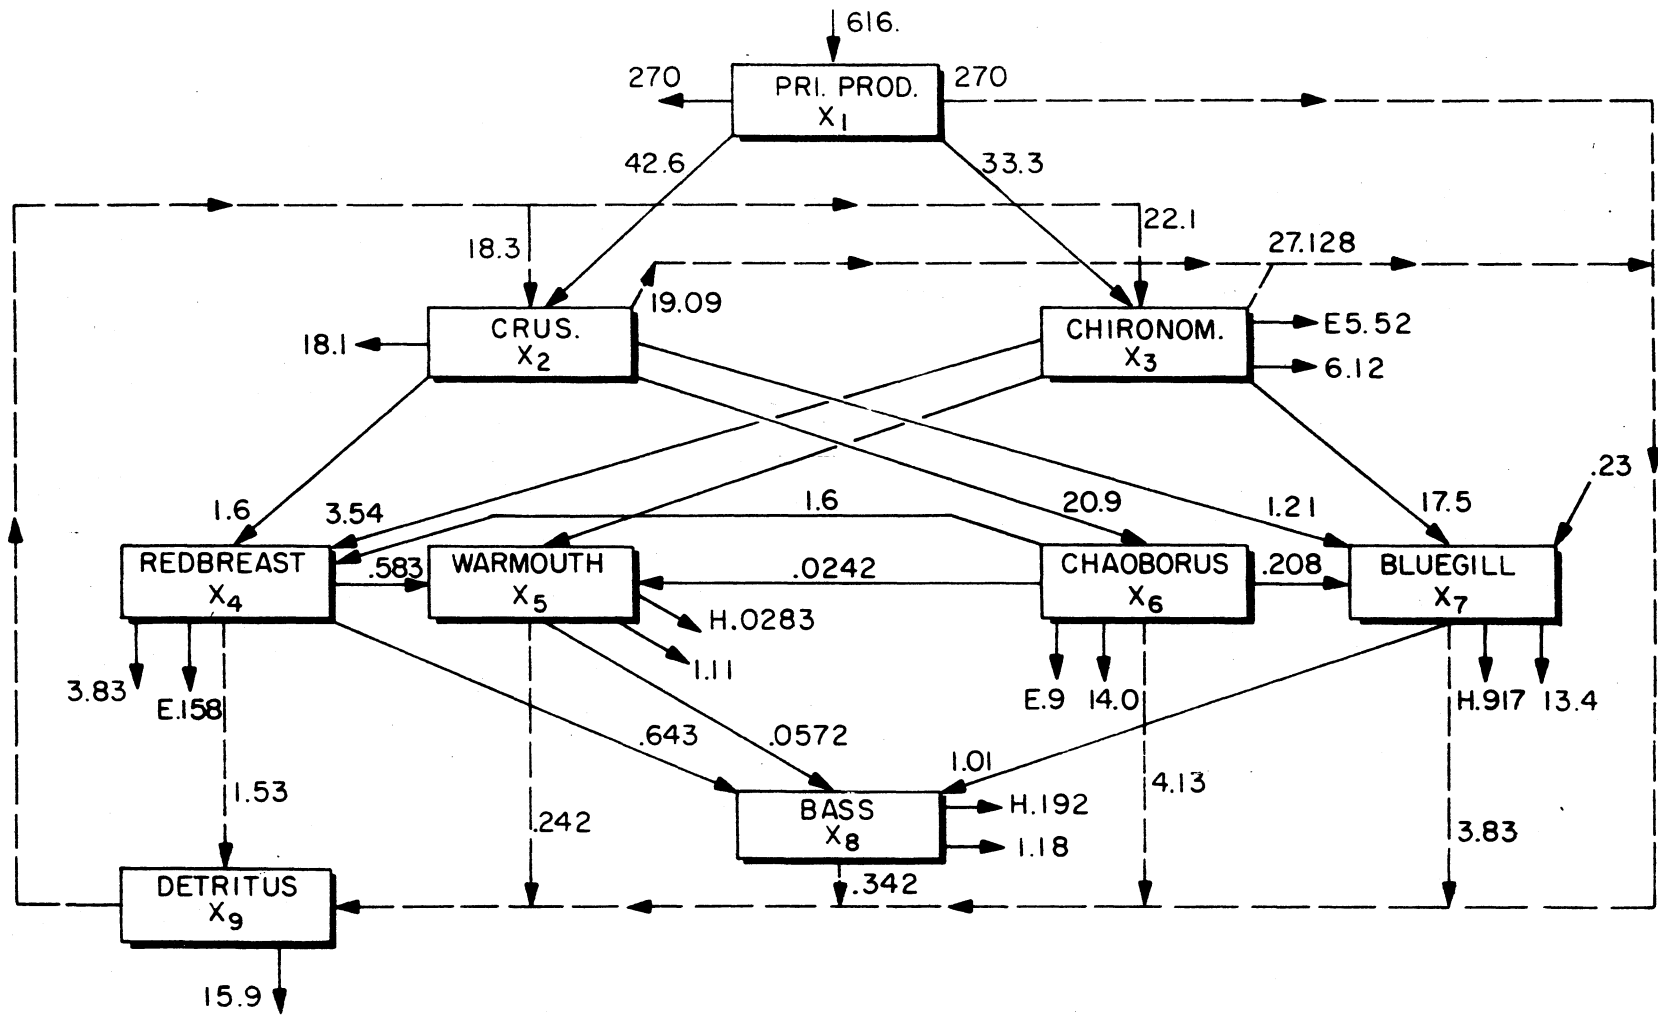 616.
270
PRI. PROD.
X1
270
42.6
33.3
18.3
22.1
27.128
19.09
18.1
CRUS.
X2
CHIRONOM.
X3
E5.52
6.12
.23
1.6
3.54
1.6
20.9
1.21
17.5
REDBREAST
X4
.583
WARMOUTH
X5
.0242
CHAOBORUS
X6
.208
BLUEGILL
X7
H.0283
1.11
3.83
E.158
E.9
14.0
H.917
13.4
.643
.0572
1.01
1.53
.242
BASS
X8
H.192
1.18
4.13
3.83
.342
DETRITUS
X9
15.9